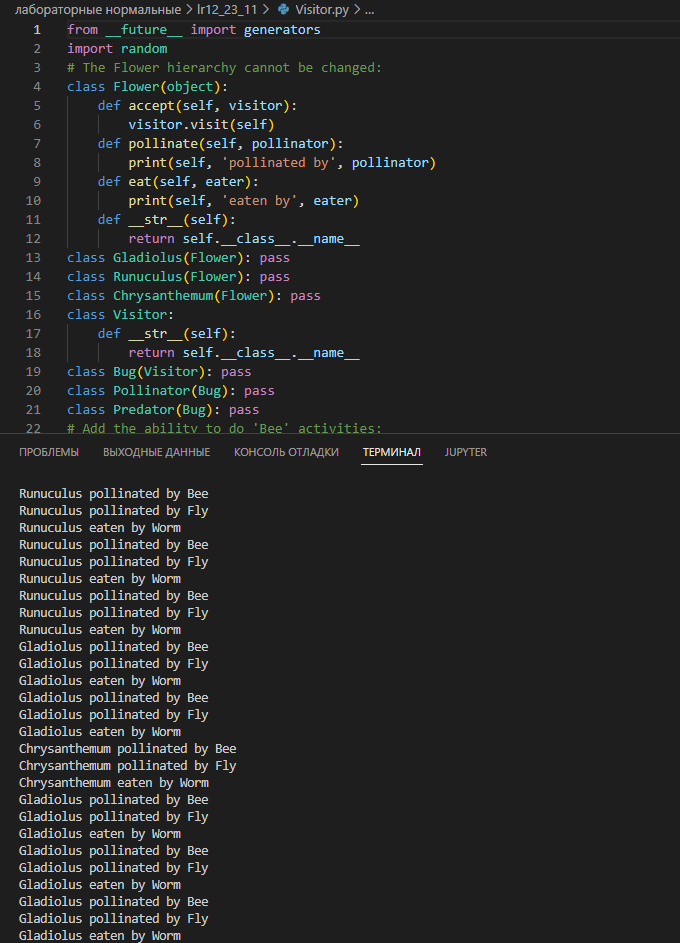 лабораторные нормальные > lr12_23_11 > Visitor.py > ...
1 from __future__ import generators
2 import random
3 # The Flower hierarchy cannot be changed:
4 class Flower(object):
5 def accept(self, visitor):
6 visitor.visit(self)
7 def pollinate(self, pollinator):
8 print(self, 'pollinated by', pollinator)
9 def eat(self, eater):
10 print(self, 'eaten by', eater)
11 def __str__(self):
12 return self.__class__.__name__
13 class Gladiolus(Flower): pass
14 class Runuculus(Flower): pass
15 class Chrysanthemum(Flower): pass
16 class Visitor:
17 def __str__(self):
18 return self.__class__.__name__
19 class Bug(Visitor): pass
20 class Pollinator(Bug): pass
21 class Predator(Bug): pass
22 # Add the ability to do 'Bee' activities:
ПРОБЛЕМЫ ВЫХОДНЫЕ ДАННЫЕ КОНСОЛЬ ОТЛАДКИ ТЕРМИНАЛ JUPYTER
Runuculus pollinated by Bee
Runuculus pollinated by Fly
Runuculus eaten by Worm
Runuculus pollinated by Bee
Runuculus pollinated by Fly
Runuculus eaten by Worm
Runuculus pollinated by Bee
Runuculus pollinated by Fly
Runuculus eaten by Worm
Gladiolus pollinated by Bee
Gladiolus pollinated by Fly
Gladiolus eaten by Worm
Gladiolus pollinated by Bee
Gladiolus pollinated by Fly
Gladiolus eaten by Worm
Chrysanthemum pollinated by Bee
Chrysanthemum pollinated by Fly
Chrysanthemum eaten by Worm
Gladiolus pollinated by Bee
Gladiolus pollinated by Fly
Gladiolus eaten by Worm
Gladiolus pollinated by Bee
Gladiolus pollinated by Fly
Gladiolus eaten by Worm
Gladiolus pollinated by Bee
Gladiolus pollinated by Fly
Gladiolus eaten by Worm